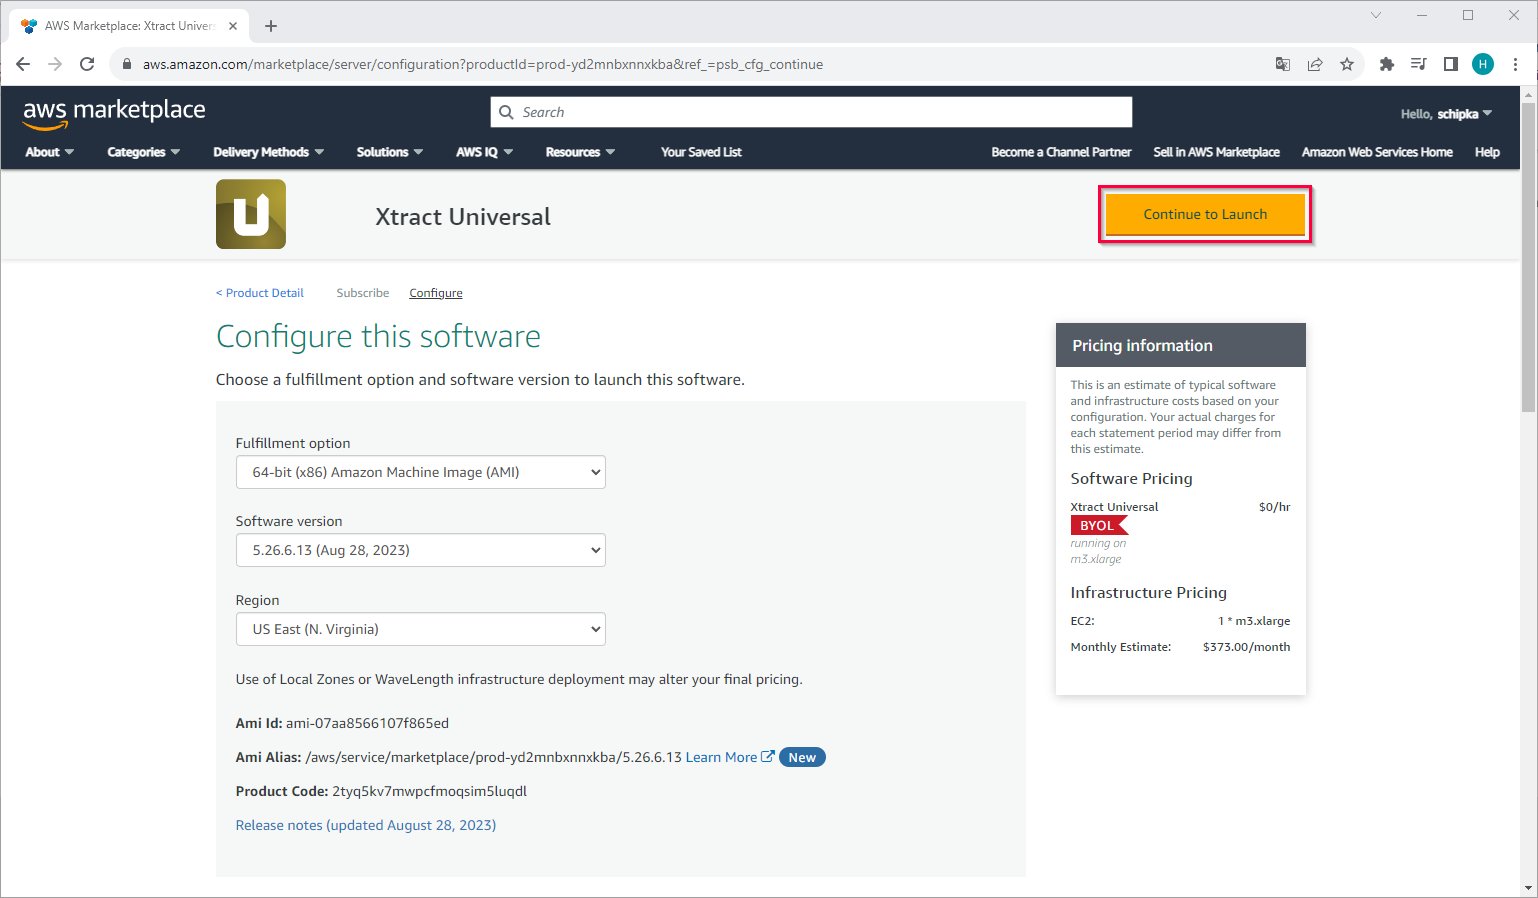 AWS Marketplace: Xtract Univers
aws.amazon.com/marketplace/server/configuration?productId=prod-yd2mnbxnnxkba&ref_=psb_cfg_continue
H
aws marketplace
Search
Hello, schipka
About
Categories
Delivery Methods
Solutions
AWS IQ
Resources
Your Saved List
Become a Channel Partner
Sell in AWS Marketplace
Amazon Web Services Home
Help
Xtract Universal
Continue to Launch
< Product Detail
Subscribe
Configure
Configure this software
Choose a fulfillment option and software version to launch this software.
Fulfillment option
64-bit (x86) Amazon Machine Image (AMI)
Software version
5.26.6.13 (Aug 28, 2023)
Region
US East (N. Virginia)
Use of Local Zones or WaveLength infrastructure deployment may alter your final pricing.
Ami Id: ami-07aa8566107f865ed
Ami Alias: /aws/service/marketplace/prod-yd2mnbxnnxkba/5.26.6.13 Learn More New
Product Code: 2tyq5kv7mwpcfmoqsim5luqdl
Release notes (updated August 28, 2023)
Pricing information
This is an estimate of typical software
and infrastructure costs based on your
configuration. Your actual charges for
each statement period may differ from
this estimate.
Software Pricing
Xtract Universal $0/hr
BYOL
running on
m3.xlarge
Infrastructure Pricing
EC2: 1 * m3.xlarge
Monthly Estimate: $373.00/month